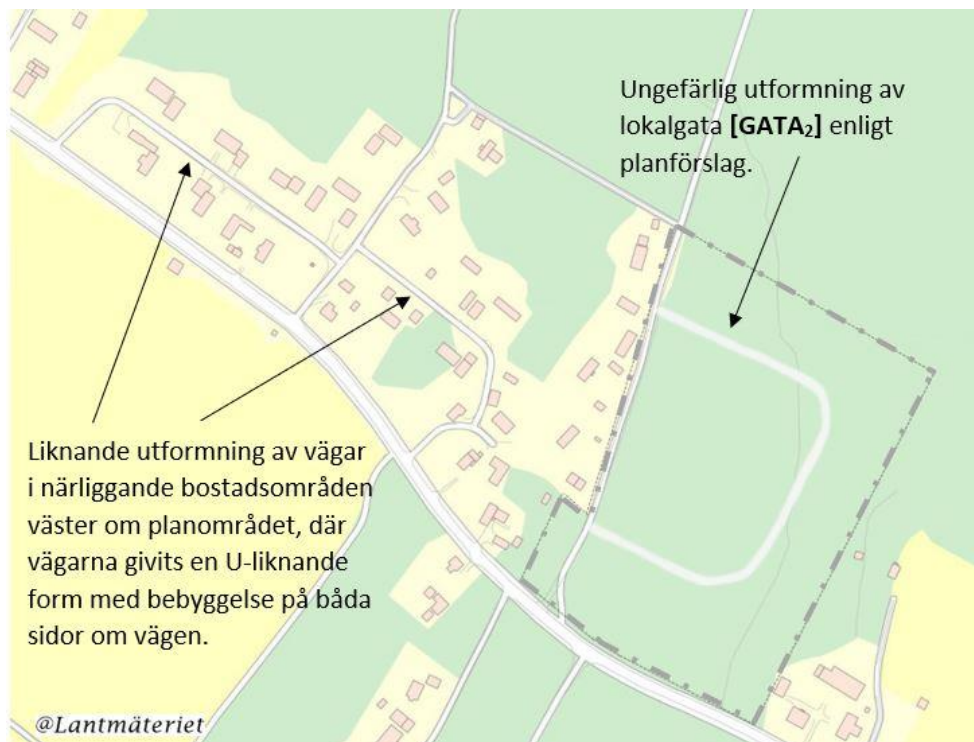 Ungefärlig utformning av
lokalgata [GATA₂] enligt
planförslag.
Liknande utformning av vägar
i närliggande bostadsområden
väster om planområdet, där
vägarna givits en U-liknande
form med bebyggelse på båda
sidor om vägen.
@Lantmäteriet